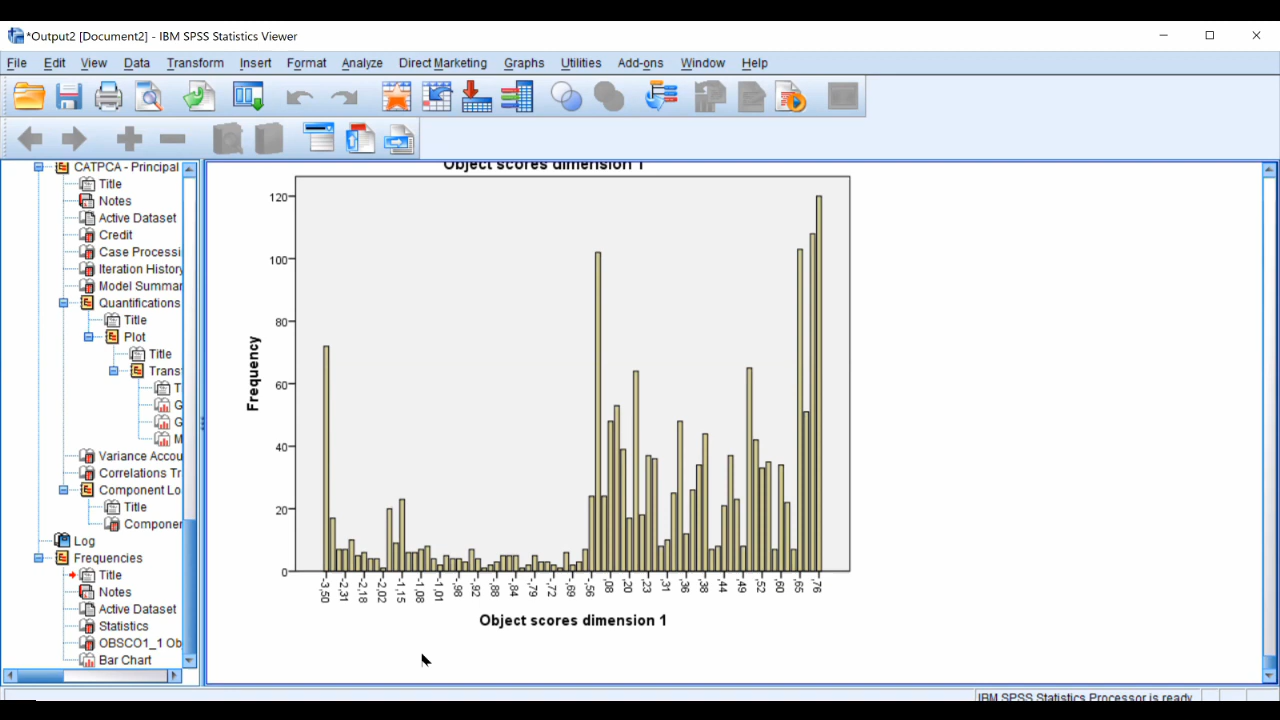 *Output2 [Document2] - IBM SPSS Statistics Viewer
File Edit View Data Transform Insert Format Analyze Direct Marketing Graphs Utilities Add-ons Window Help
CATPCA - Principal
Title
Notes
Active Dataset
Credit
Case Processi
Iteration History
Model Summar
Quantifications
Title
Plot
Title
Trans
T
G
G
M
Variance Accou
Correlations Tr
Component Lo
Title
Componen
Log
Frequencies
Title
Notes
Active Dataset
Statistics
OBSCO1_1 Ob
Bar Chart
Object scores dimension 1
Frequency
120
100
80
60
40
20
0
-3,50 -2,31 -2,18 -2,02 -1,15 -1,08 -1,01 -,98 -,92 -,88 -,84 -,79 -,72 -,69 -,56 ,08 ,20 ,23 ,31 ,36 ,38 ,44 ,49 ,52 ,60 ,65 ,76
Object scores dimension 1
IBM SPSS Statistics Processor is ready